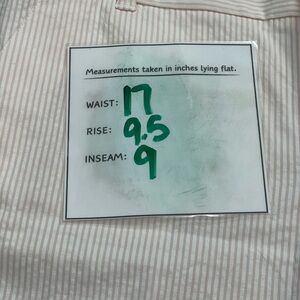 Measurements taken in inches lying flat.
WAIST: 17
RISE: 9.5
INSEAM: 9